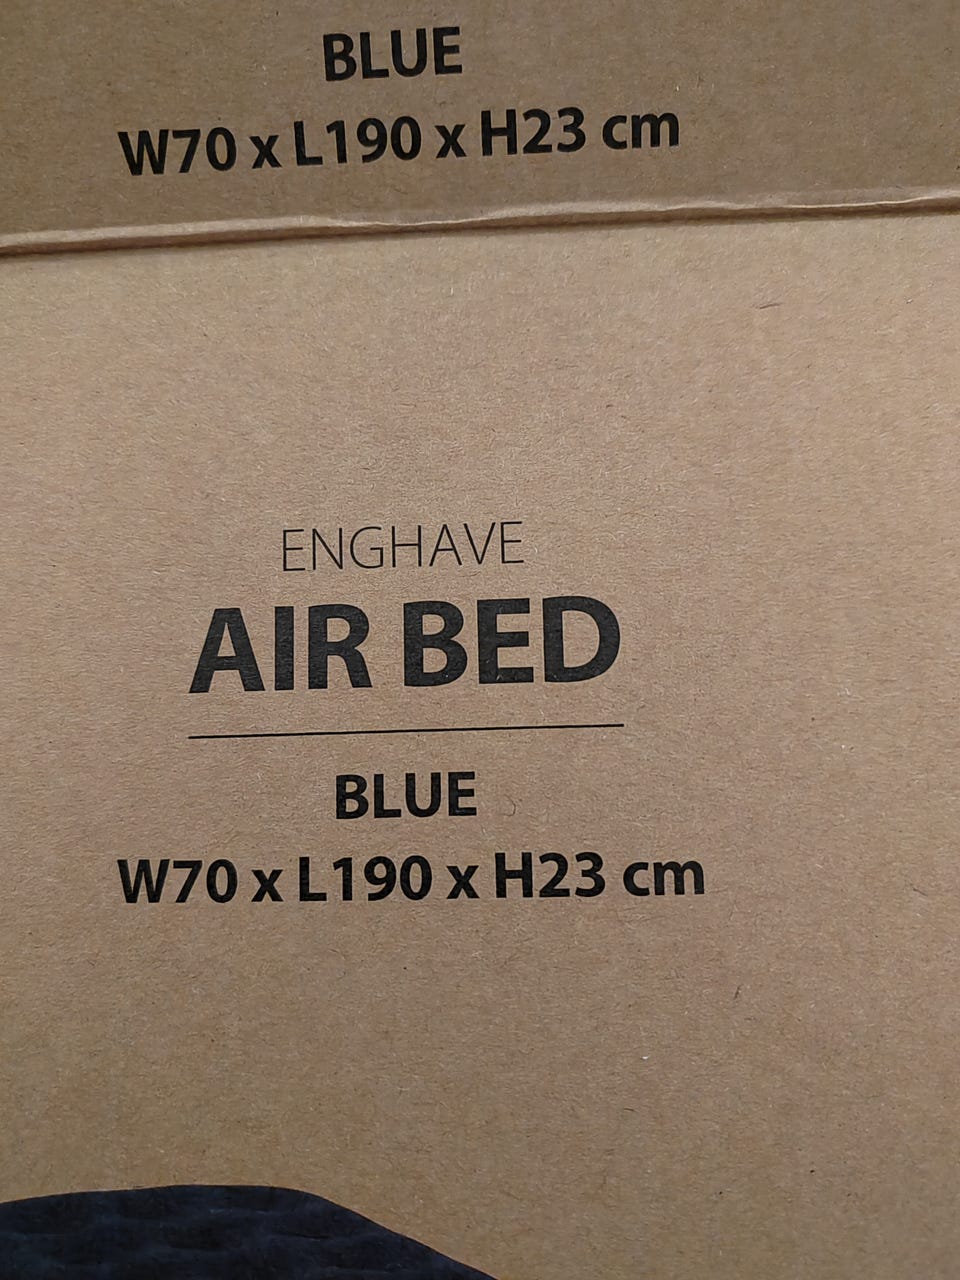 BLUE
W70 x L190 x H23 cm
ENGHAVE
AIR BED
BLUE
W70 x L190 x H23 cm